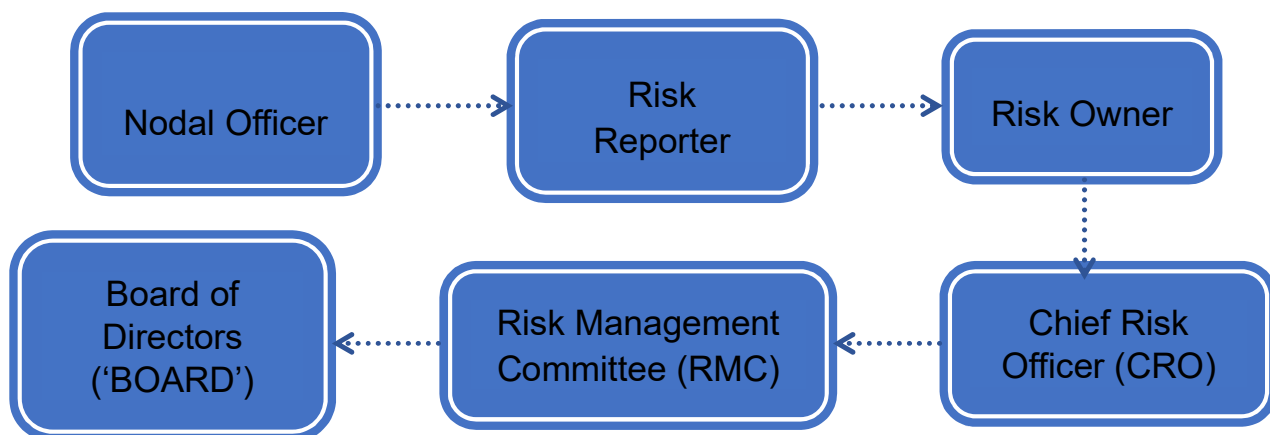 Nodal Officer
Risk
Reporter
Risk Owner
Board of
Directors
(‘BOARD’)
Risk Management
Committee (RMC)
Chief Risk
Officer (CRO)